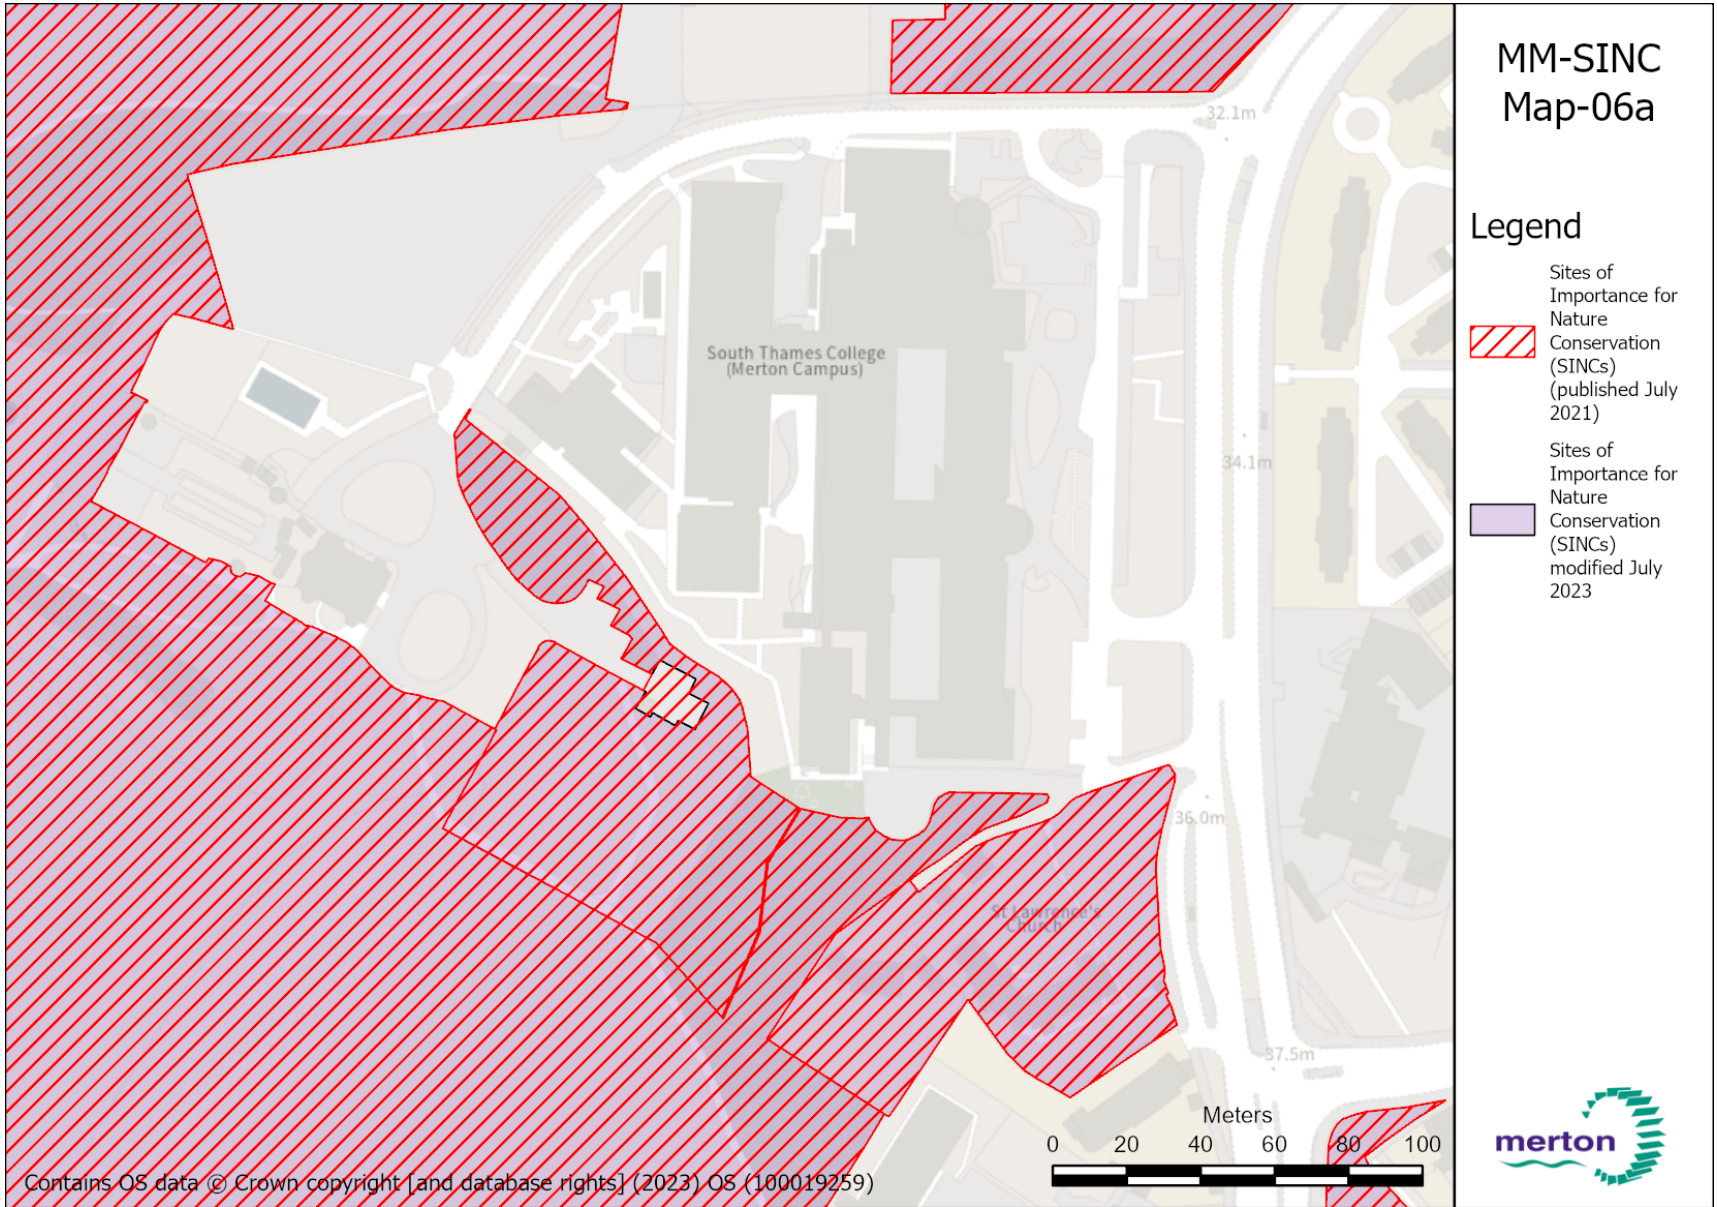 MM-SINC
Map-06a
Legend
Sites of
Importance for
Nature
Conservation
(SINCs)
(published July
2021)
Sites of
Importance for
Nature
Conservation
(SINCs)
modified July
2023
32.1m
South Thames College
(Merton Campus)
34.1m
36.0m
St Lawrence's
Church
37.5m
Meters
0 20 40 60 80 100
Contains OS data © Crown copyright [and database rights] (2023) OS (100019259)
merton